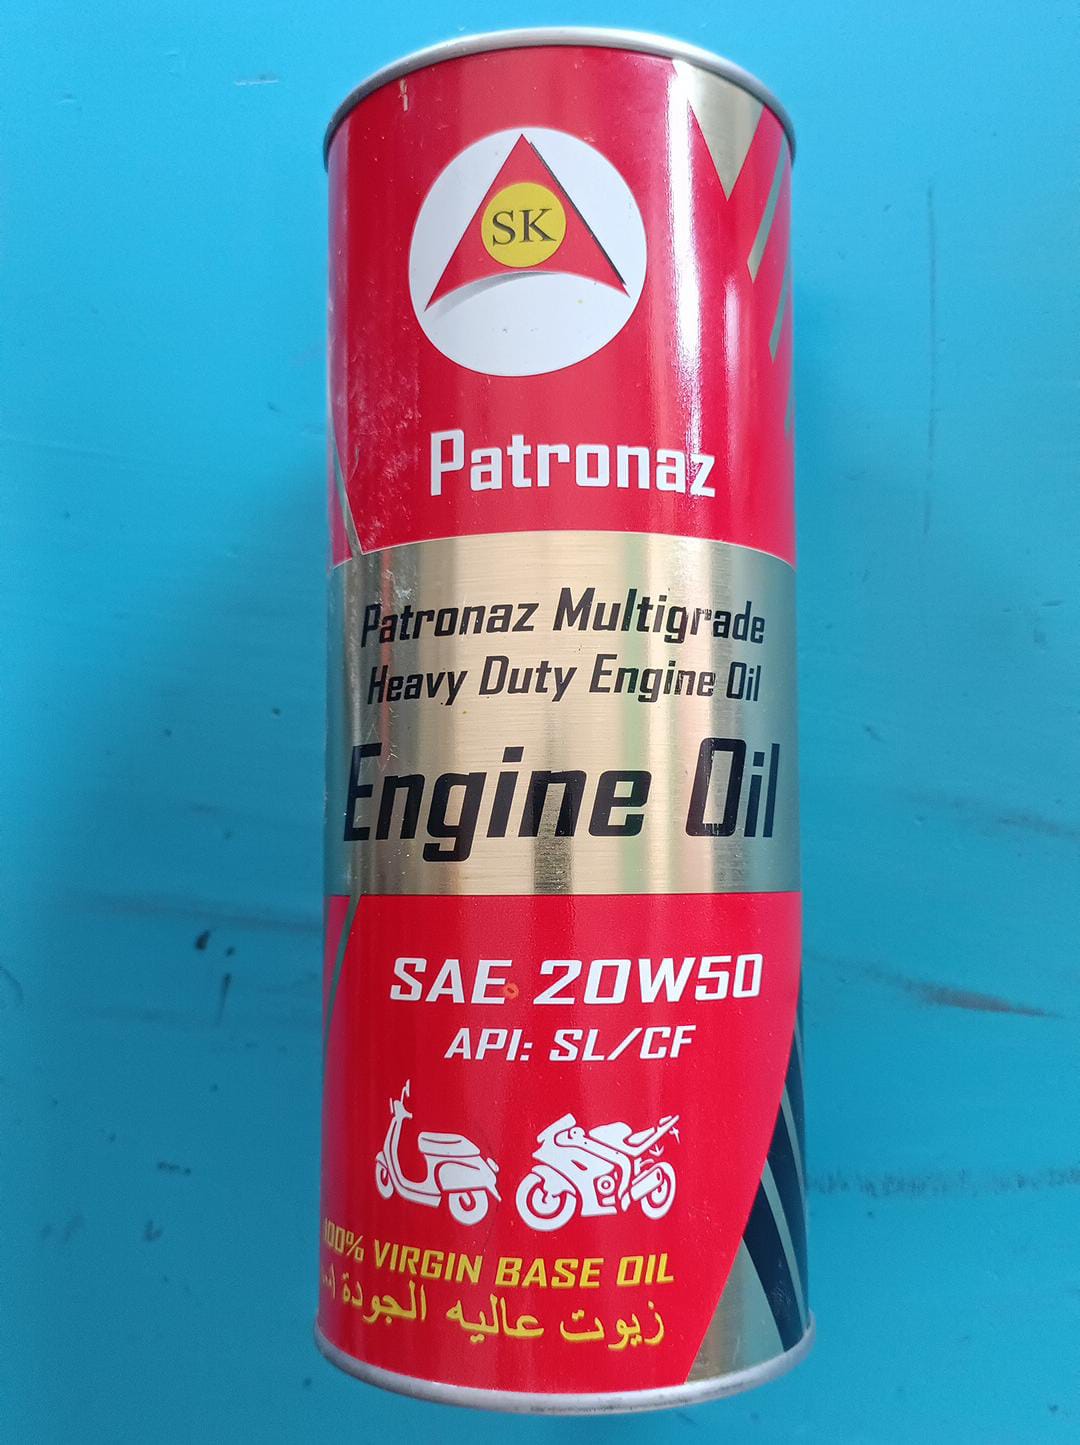 SK
Patronaz
Patronaz Multigrade
Heavy Duty Engine Oil
Engine Oil
SAE 20W50
API: SL/CF
100% VIRGIN BASE OIL
زيوت عاليه الجودة